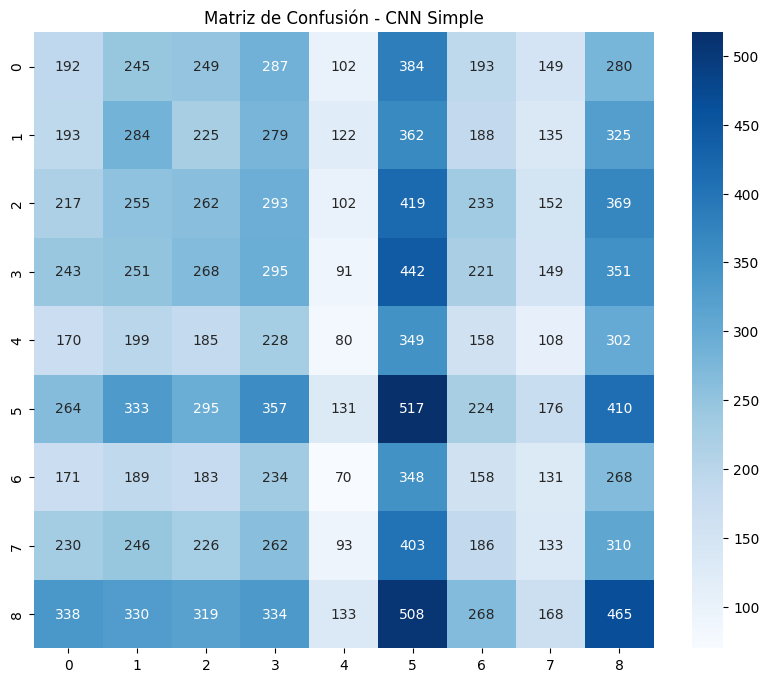 Matriz de Confusión - CNN Simple
0 192 245 249 287 102 384 193 149 280
1 193 284 225 279 122 362 188 135 325
2 217 255 262 293 102 419 233 152 369
3 243 251 268 295 91 442 221 149 351
4 170 199 185 228 80 349 158 108 302
5 264 333 295 357 131 517 224 176 410
6 171 189 183 234 70 348 158 131 268
7 230 246 226 262 93 403 186 133 310
8 338 330 319 334 133 508 268 168 465
0 1 2 3 4 5 6 7 8
500
450
400
350
300
250
200
150
100